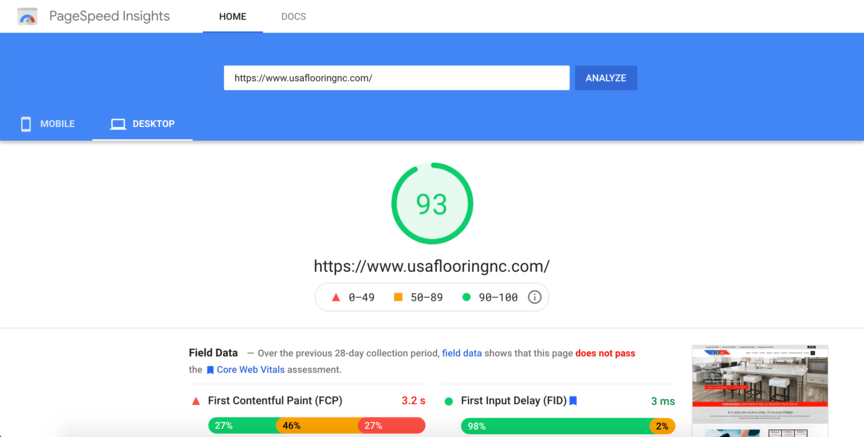 PageSpeed Insights
HOME
DOCS
https://www.usaflooringnc.com/
ANALYZE
MOBILE
DESKTOP
93
https://www.usaflooringnc.com/
0–49
50–89
90–100
Field Data — Over the previous 28-day collection period, field data shows that this page does not pass
the Core Web Vitals assessment.
First Contentful Paint (FCP) 3.2 s
First Input Delay (FID) 3 ms
27% 46% 27%
98% 2%